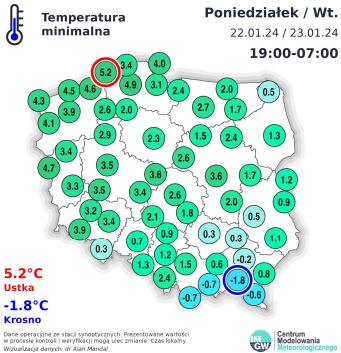 Temperatura
minimalna
Poniedziałek / Wt.
22.01.24 / 23.01.24
19:00-07:00
5.2 3.4 4.0
4.3 4.5 4.6 4.9 3.1 2.4 2.0 0.5
4.1 3.9 2.6 2.0 2.7 1.7
2.9 2.3 1.5 2.4 1.3
3.4 2.6
4.7 3.5 3.8 3.6 1.7 1.2
3.3 3.5 3.4 2.6 2.0 0.9
3.2 3.4 2.1 1.8 0.5
3.9 0.3 0.7 0.9 0.3 0.3 1.1
1.3 1.2 1.5 0.6 -0.2 0.8
2.4 -0.7 -0.7 -1.8 -0.6
5.2°C
Ustka
-1.8°C
Krosno
Dane operacyjne ze stacji synoptycznych. Prezentowane wartości
w procesie kontroli i weryfikacji mogą ulec zmianie. Czas lokalny.
Wizualizacja danych: dr Alan Mandal
IM
GW
Centrum
Modelowania
Meteorologicznego